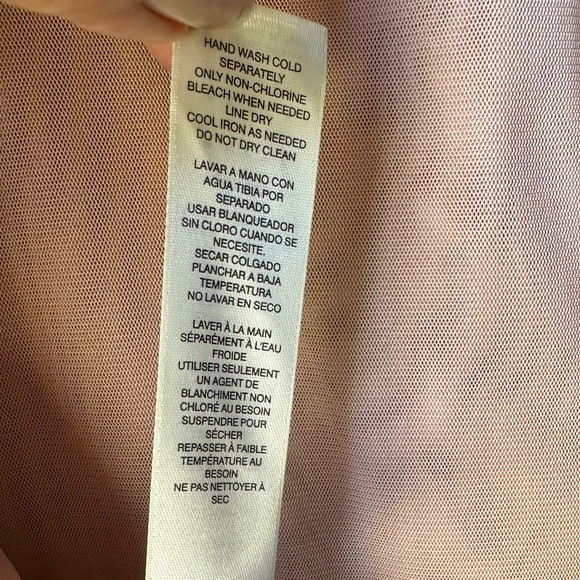 HAND WASH COLD
SEPARATELY
ONLY NON-CHLORINE
BLEACH WHEN NEEDED
LINE DRY
COOL IRON AS NEEDED
DO NOT DRY CLEAN
LAVAR A MANO CON
AGUA TIBIA POR
SEPARADO
USAR BLANQUEADOR
SIN CLORO CUANDO SE
NECESITE.
SECAR COLGADO
PLANCHAR A BAJA
TEMPERATURA
NO LAVAR EN SECO
LAVER À LA MAIN
SÉPARÉMENT À L'EAU
FROIDE
UTILISER SEULEMENT
UN AGENT DE
BLANCHIMENT NON
CHLORÉ AU BESOIN
SUSPENDRE POUR
SÉCHER
REPASSER À FAIBLE
TEMPÉRATURE AU
BESOIN
NE PAS NETTOYER À
SEC